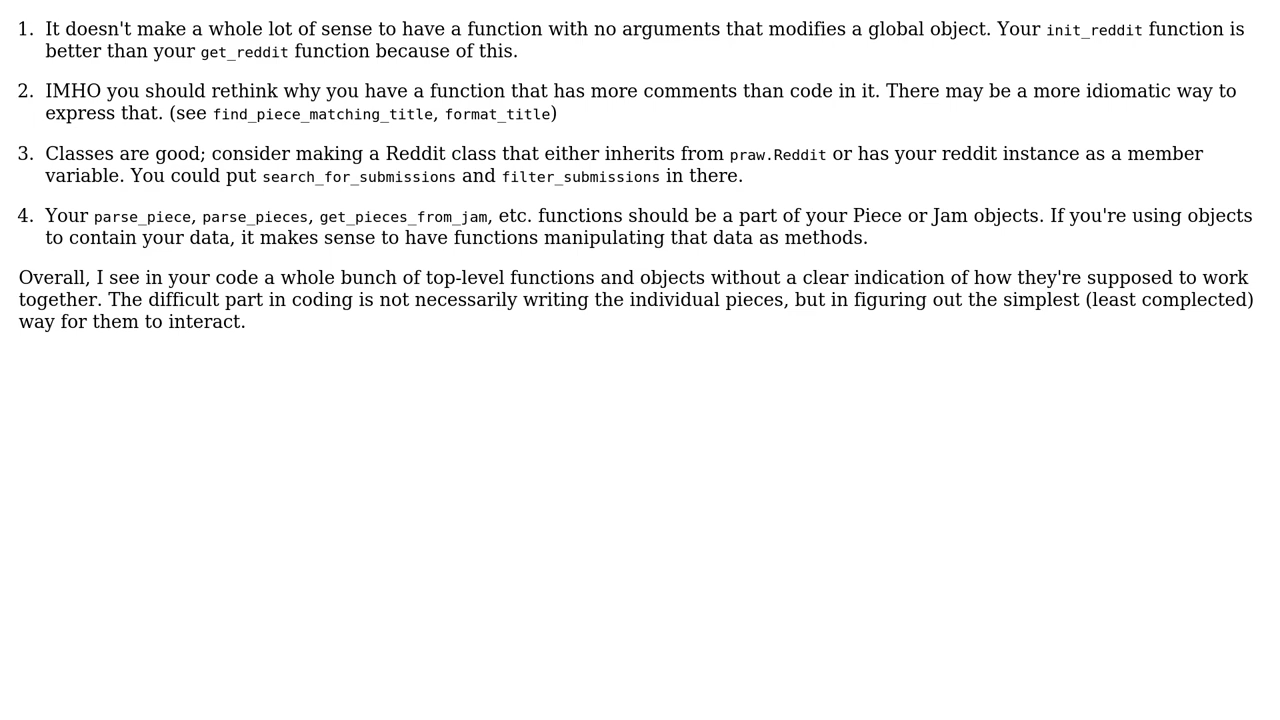 1. It doesn't make a whole lot of sense to have a function with no arguments that modifies a global object. Your init_reddit function is
better than your get_reddit function because of this.
2. IMHO you should rethink why you have a function that has more comments than code in it. There may be a more idiomatic way to
express that. (see find_piece_matching_title, format_title)
3. Classes are good; consider making a Reddit class that either inherits from praw.Reddit or has your reddit instance as a member
variable. You could put search_for_submissions and filter_submissions in there.
4. Your parse_piece, parse_pieces, get_pieces_from_jam, etc. functions should be a part of your Piece or Jam objects. If you're using objects
to contain your data, it makes sense to have functions manipulating that data as methods.
Overall, I see in your code a whole bunch of top-level functions and objects without a clear indication of how they're supposed to work
together. The difficult part in coding is not necessarily writing the individual pieces, but in figuring out the simplest (least complected)
way for them to interact.